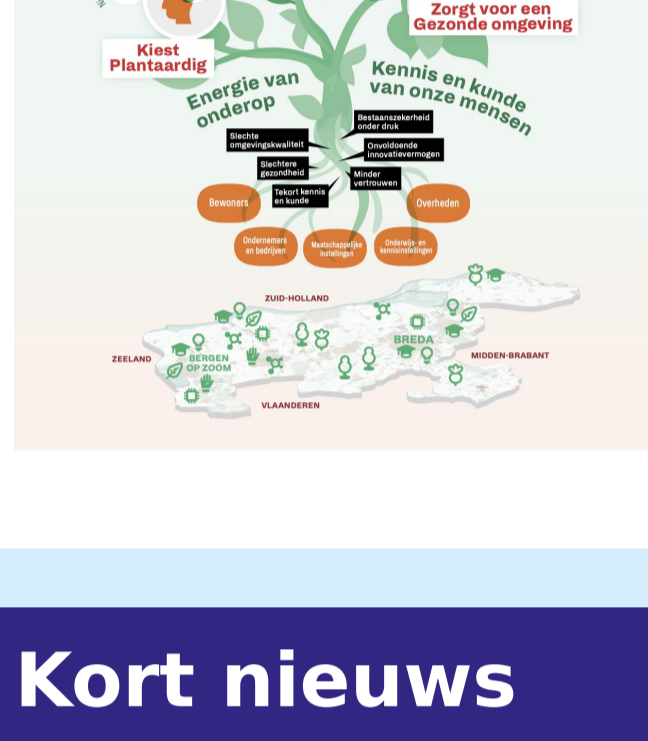 Zorgt voor een
Gezonde omgeving
Kiest
Plantaardig
Energie van
onderop
Kennis en kunde
van onze mensen
Bestaanszekerheid
onder druk
Slechte
omgevingskwaliteit
Onvoldoende
innovatievermogen
Slechtere
gezondheid
Minder
vertrouwen
Tekort kennis
en kunde
Bewoners
Overheden
Ondernemers
en bedrijven
Maatschappelijke
instellingen
Onderwijs- en
kennisinstellingen
ZUID-HOLLAND
BREDA
ZEELAND
BERGEN
OP ZOOM
MIDDEN-BRABANT
VLAANDEREN
Kort nieuws